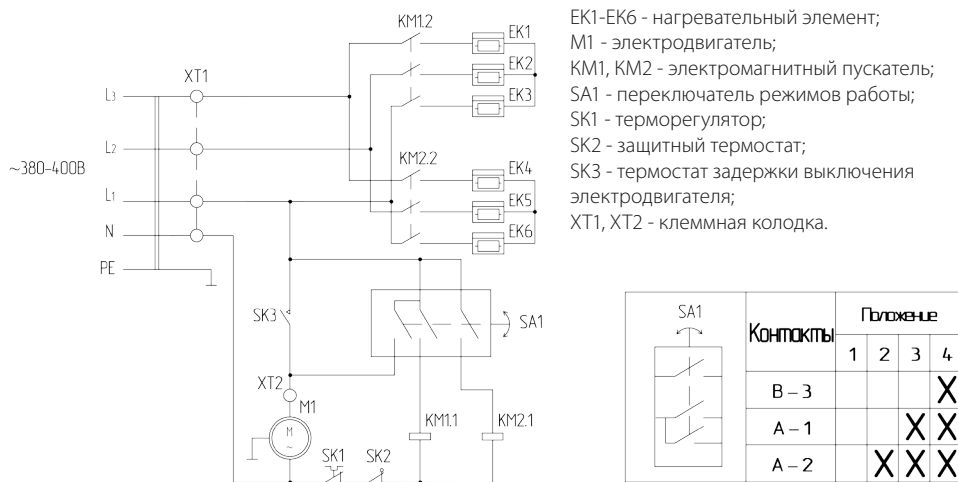 EK1-EK6 - нагревательный элемент;
M1 - электродвигатель;
KM1, KM2 - электромагнитный пускатель;
SA1 - переключатель режимов работы;
SK1 - терморегулятор;
SK2 - защитный термостат;
SK3 - термостат задержки выключения
электродвигателя;
XT1, XT2 - клеммная колодка.
KM1.2
EK1
EK2
EK3
XT1
L3
L2
~380-400В
L1
N
PE
KM2.2
EK4
EK5
EK6
SK3
SA1
XT2
M1
M
~
KM1.1
KM2.1
SK1
SK2
SA1
Контакты
Положение
1 2 3 4
B – 3 X
A – 1 X X
A – 2 X X X